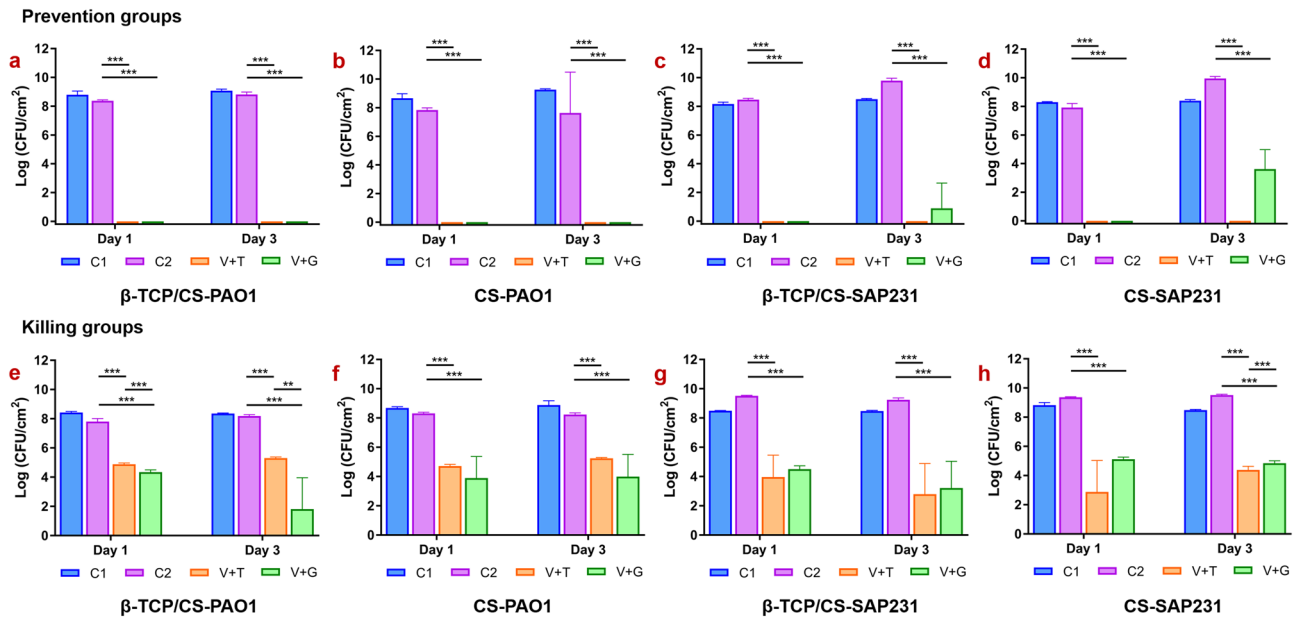 Prevention groups
a
Log (CFU/cm²)
12
10
8
6
4
2
0
***
***
***
***
Day 1 Day 3
C1 C2 V+T V+G
β-TCP/CS-PAO1
b
Log (CFU/cm²)
12
10
8
6
4
2
0
***
***
***
***
Day 1 Day 3
C1 C2 V+T V+G
CS-PAO1
c
Log (CFU/cm²)
12
10
8
6
4
2
0
***
***
***
***
Day 1 Day 3
C1 C2 V+T V+G
β-TCP/CS-SAP231
d
Log (CFU/cm²)
12
10
8
6
4
2
0
***
***
***
***
Day 1 Day 3
C1 C2 V+T V+G
CS-SAP231
Killing groups
e
Log (CFU/cm²)
12
10
8
6
4
2
0
***
***
***
***
**
***
Day 1 Day 3
C1 C2 V+T V+G
β-TCP/CS-PAO1
f
Log (CFU/cm²)
12
10
8
6
4
2
0
***
***
***
***
Day 1 Day 3
C1 C2 V+T V+G
CS-PAO1
g
Log (CFU/cm²)
12
10
8
6
4
2
0
***
***
***
***
Day 1 Day 3
C1 C2 V+T V+G
β-TCP/CS-SAP231
h
Log (CFU/cm²)
12
10
8
6
4
2
0
***
***
***
***
***
Day 1 Day 3
C1 C2 V+T V+G
CS-SAP231